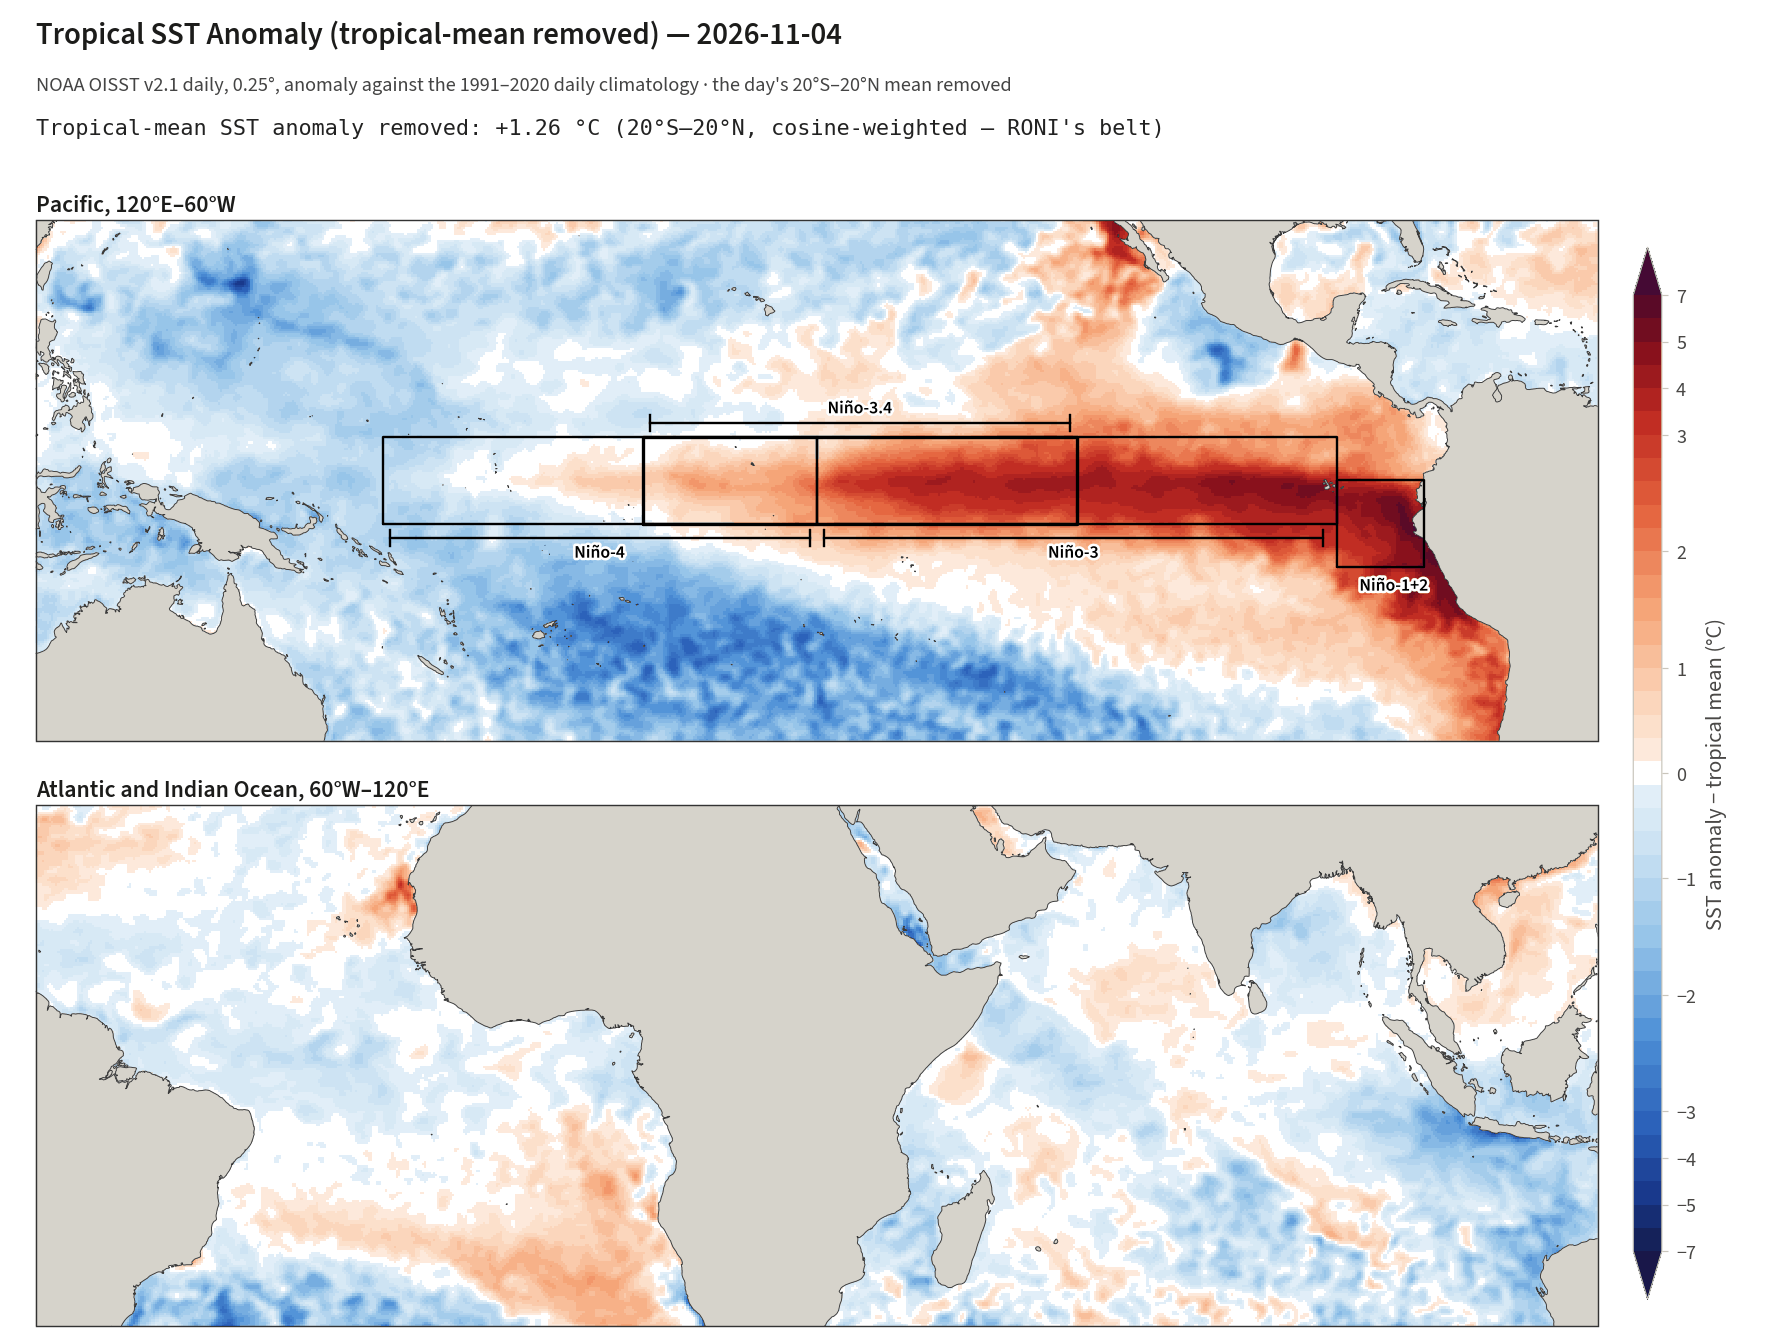 Tropical SST Anomaly (tropical-mean removed) — 2026-11-04
NOAA OISST v2.1 daily, 0.25°, anomaly against the 1991–2020 daily climatology · the day's 20°S–20°N mean removed
Tropical-mean SST anomaly removed: +1.26 °C (20°S–20°N, cosine-weighted — RONI's belt)
Pacific, 120°E–60°W
Niño-3.4
Niño-4
Niño-3
Niño-1+2
Atlantic and Indian Ocean, 60°W–120°E
7
5
4
3
2
1
0
−1
−2
−3
−4
−5
−7
SST anomaly − tropical mean (°C)